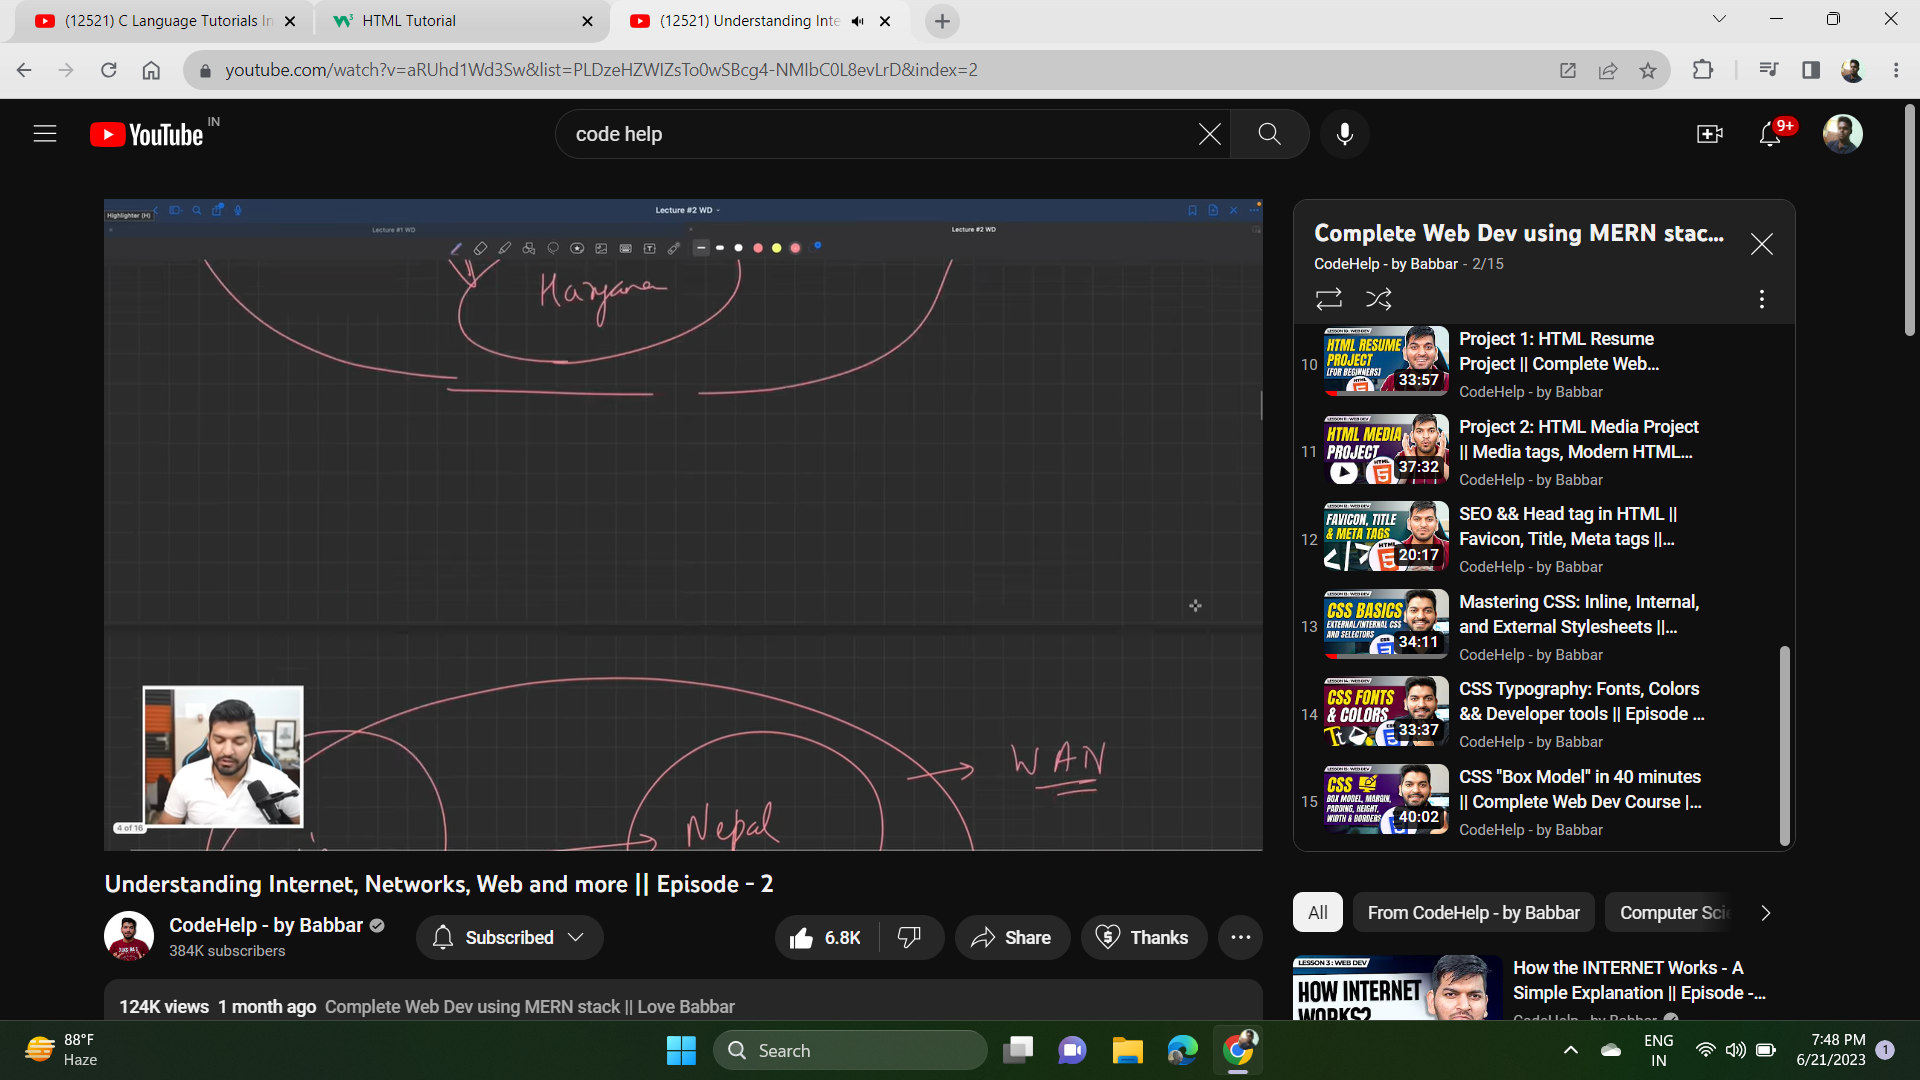 (12521) C Language Tutorials In
HTML Tutorial
(12521) Understanding Inte
youtube.com/watch?v=aRUhd1Wd3Sw&list=PLDzeHZWIZsTo0wSBcg4-NMIbC0L8evLrD&index=2
YouTube IN
code help
9+
Highlighter (H)
Lecture #2 WD
Lecture #1 WD
Lecture #2 WD
Haryana
WAN
Nepal
4 of 16
Complete Web Dev using MERN stac...
CodeHelp - by Babbar - 2/15
10
HTML RESUME
PROJECT
(FOR BEGINNERS)
33:57
Project 1: HTML Resume
Project || Complete Web...
CodeHelp - by Babbar
11
HTML MEDIA
PROJECT
37:32
Project 2: HTML Media Project
|| Media tags, Modern HTML...
CodeHelp - by Babbar
12
FAVICON, TITLE
& META TAGS
20:17
SEO && Head tag in HTML ||
Favicon, Title, Meta tags ||...
CodeHelp - by Babbar
13
CSS BASICS
EXTERNAL/INTERNAL CSS
AND SELECTORS
34:11
Mastering CSS: Inline, Internal,
and External Stylesheets ||...
CodeHelp - by Babbar
14
CSS FONTS
& COLORS
Tt
33:37
CSS Typography: Fonts, Colors
&& Developer tools || Episode ...
CodeHelp - by Babbar
15
CSS
BOX MODEL, MARGIN,
PADDING, HEIGHT,
WIDTH & BORDERS
40:02
CSS "Box Model" in 40 minutes
|| Complete Web Dev Course |...
CodeHelp - by Babbar
Understanding Internet, Networks, Web and more || Episode - 2
CodeHelp - by Babbar
384K subscribers
Subscribed
6.8K
Share
Thanks
124K views 1 month ago Complete Web Dev using MERN stack || Love Babbar
All
From CodeHelp - by Babbar
Computer Scie
LESSON 3 : WEB DEV
HOW INTERNET
WORKS?
How the INTERNET Works - A
Simple Explanation || Episode -...
CodeHelp - by Babbar
88°F
Haze
Search
ENG
IN
7:48 PM
6/21/2023
1